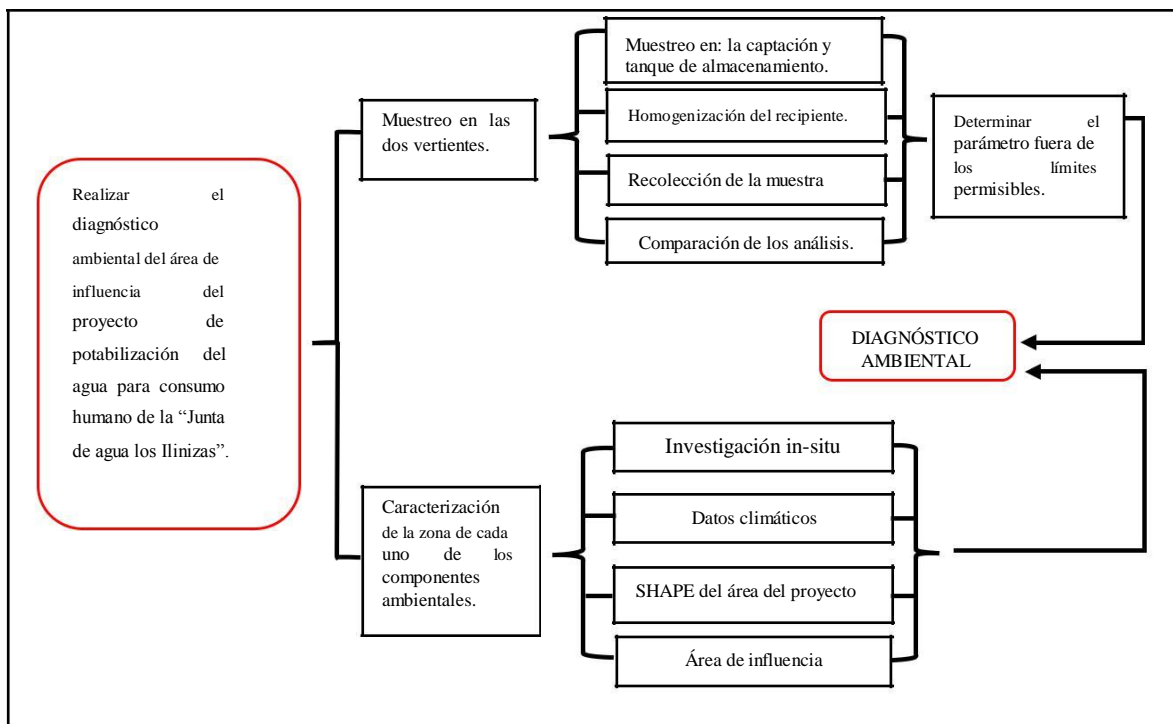 Realizar el
diagnóstico
ambiental del área de
influencia del
proyecto de
potabilización del
agua para consumo
humano de la “Junta
de agua los Ilinizas”.
Muestreo en las
dos vertientes.
Muestreo en: la captación y
tanque de almacenamiento.
Homogenización del recipiente.
Recolección de la muestra
Comparación de los análisis.
Determinar el
parámetro fuera de
los límites
permisibles.
DIAGNÓSTICO
AMBIENTAL
Caracterización
de la zona de cada
uno de los
componentes
ambientales.
Investigación in-situ
Datos climáticos
SHAPE del área del proyecto
Área de influencia